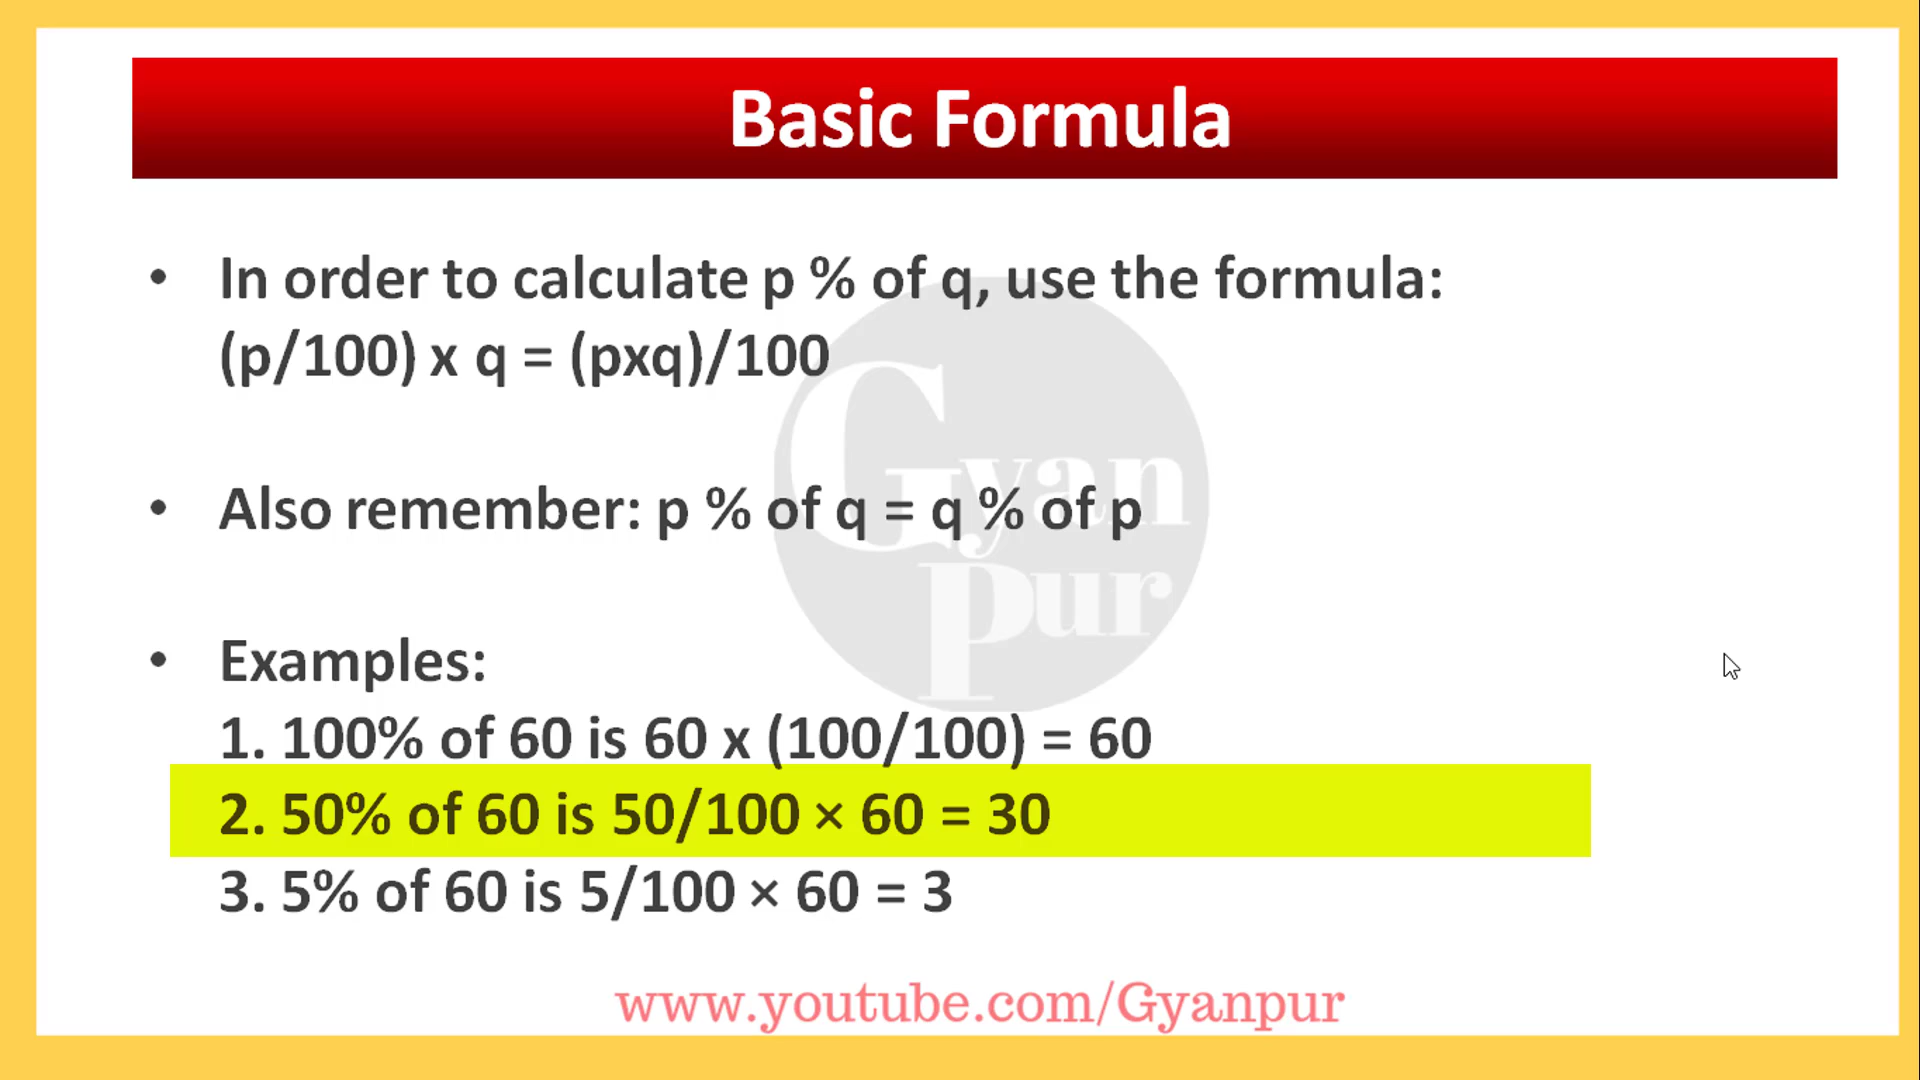 Basic Formula
• In order to calculate p % of q, use the formula:
(p/100) x q = (pxq)/100
• Also remember: p % of q = q % of p
• Examples:
1. 100% of 60 is 60 x (100/100) = 60
2. 50% of 60 is 50/100 × 60 = 30
3. 5% of 60 is 5/100 × 60 = 3
Gyan
Pur
www.youtube.com/Gyanpur